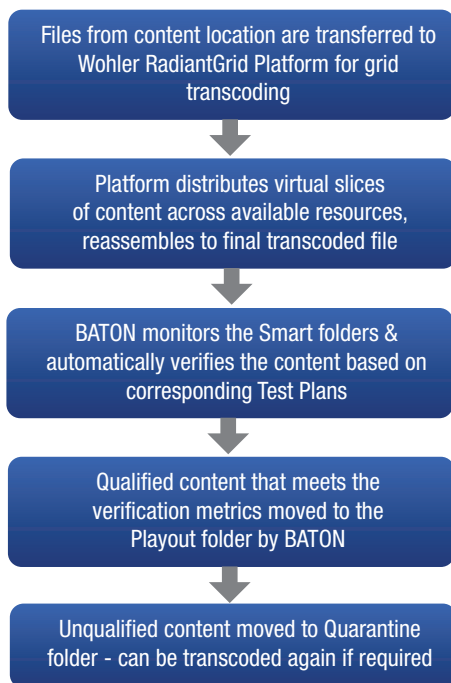 Files from content location are transferred to
Wohler RadiantGrid Platform for grid
transcoding
Platform distributes virtual slices
of content across available resources,
reassembles to final transcoded file
BATON monitors the Smart folders &
automatically verifies the content based on
corresponding Test Plans
Qualified content that meets the
verification metrics moved to the
Playout folder by BATON
Unqualified content moved to Quarantine
folder - can be transcoded again if required